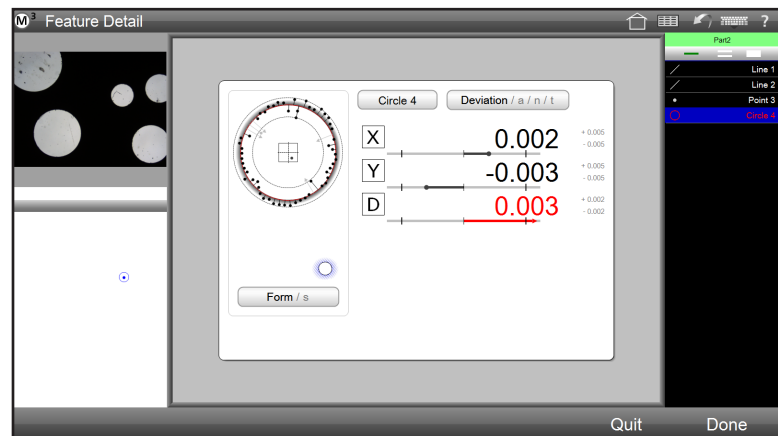 M³ Feature Detail
?
Part2
Line 1
Line 2
Point 3
Circle 4
Circle 4
Deviation / a / n / t
X
0.002
+ 0.005
- 0.005
Y
-0.003
+ 0.005
- 0.005
D
0.003
+ 0.002
- 0.002
Form / s
Quit
Done